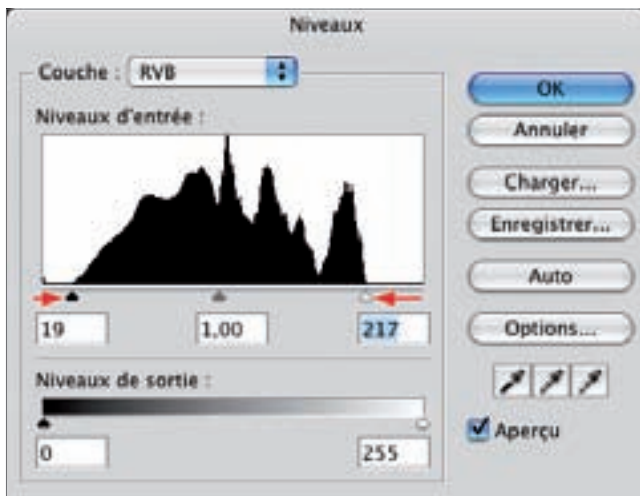 Niveaux
Couche : RVB
Niveaux d'entrée :
19 1,00 217
Niveaux de sortie :
0 255
OK
Annuler
Charger...
Enregistrer...
Auto
Options...
Aperçu